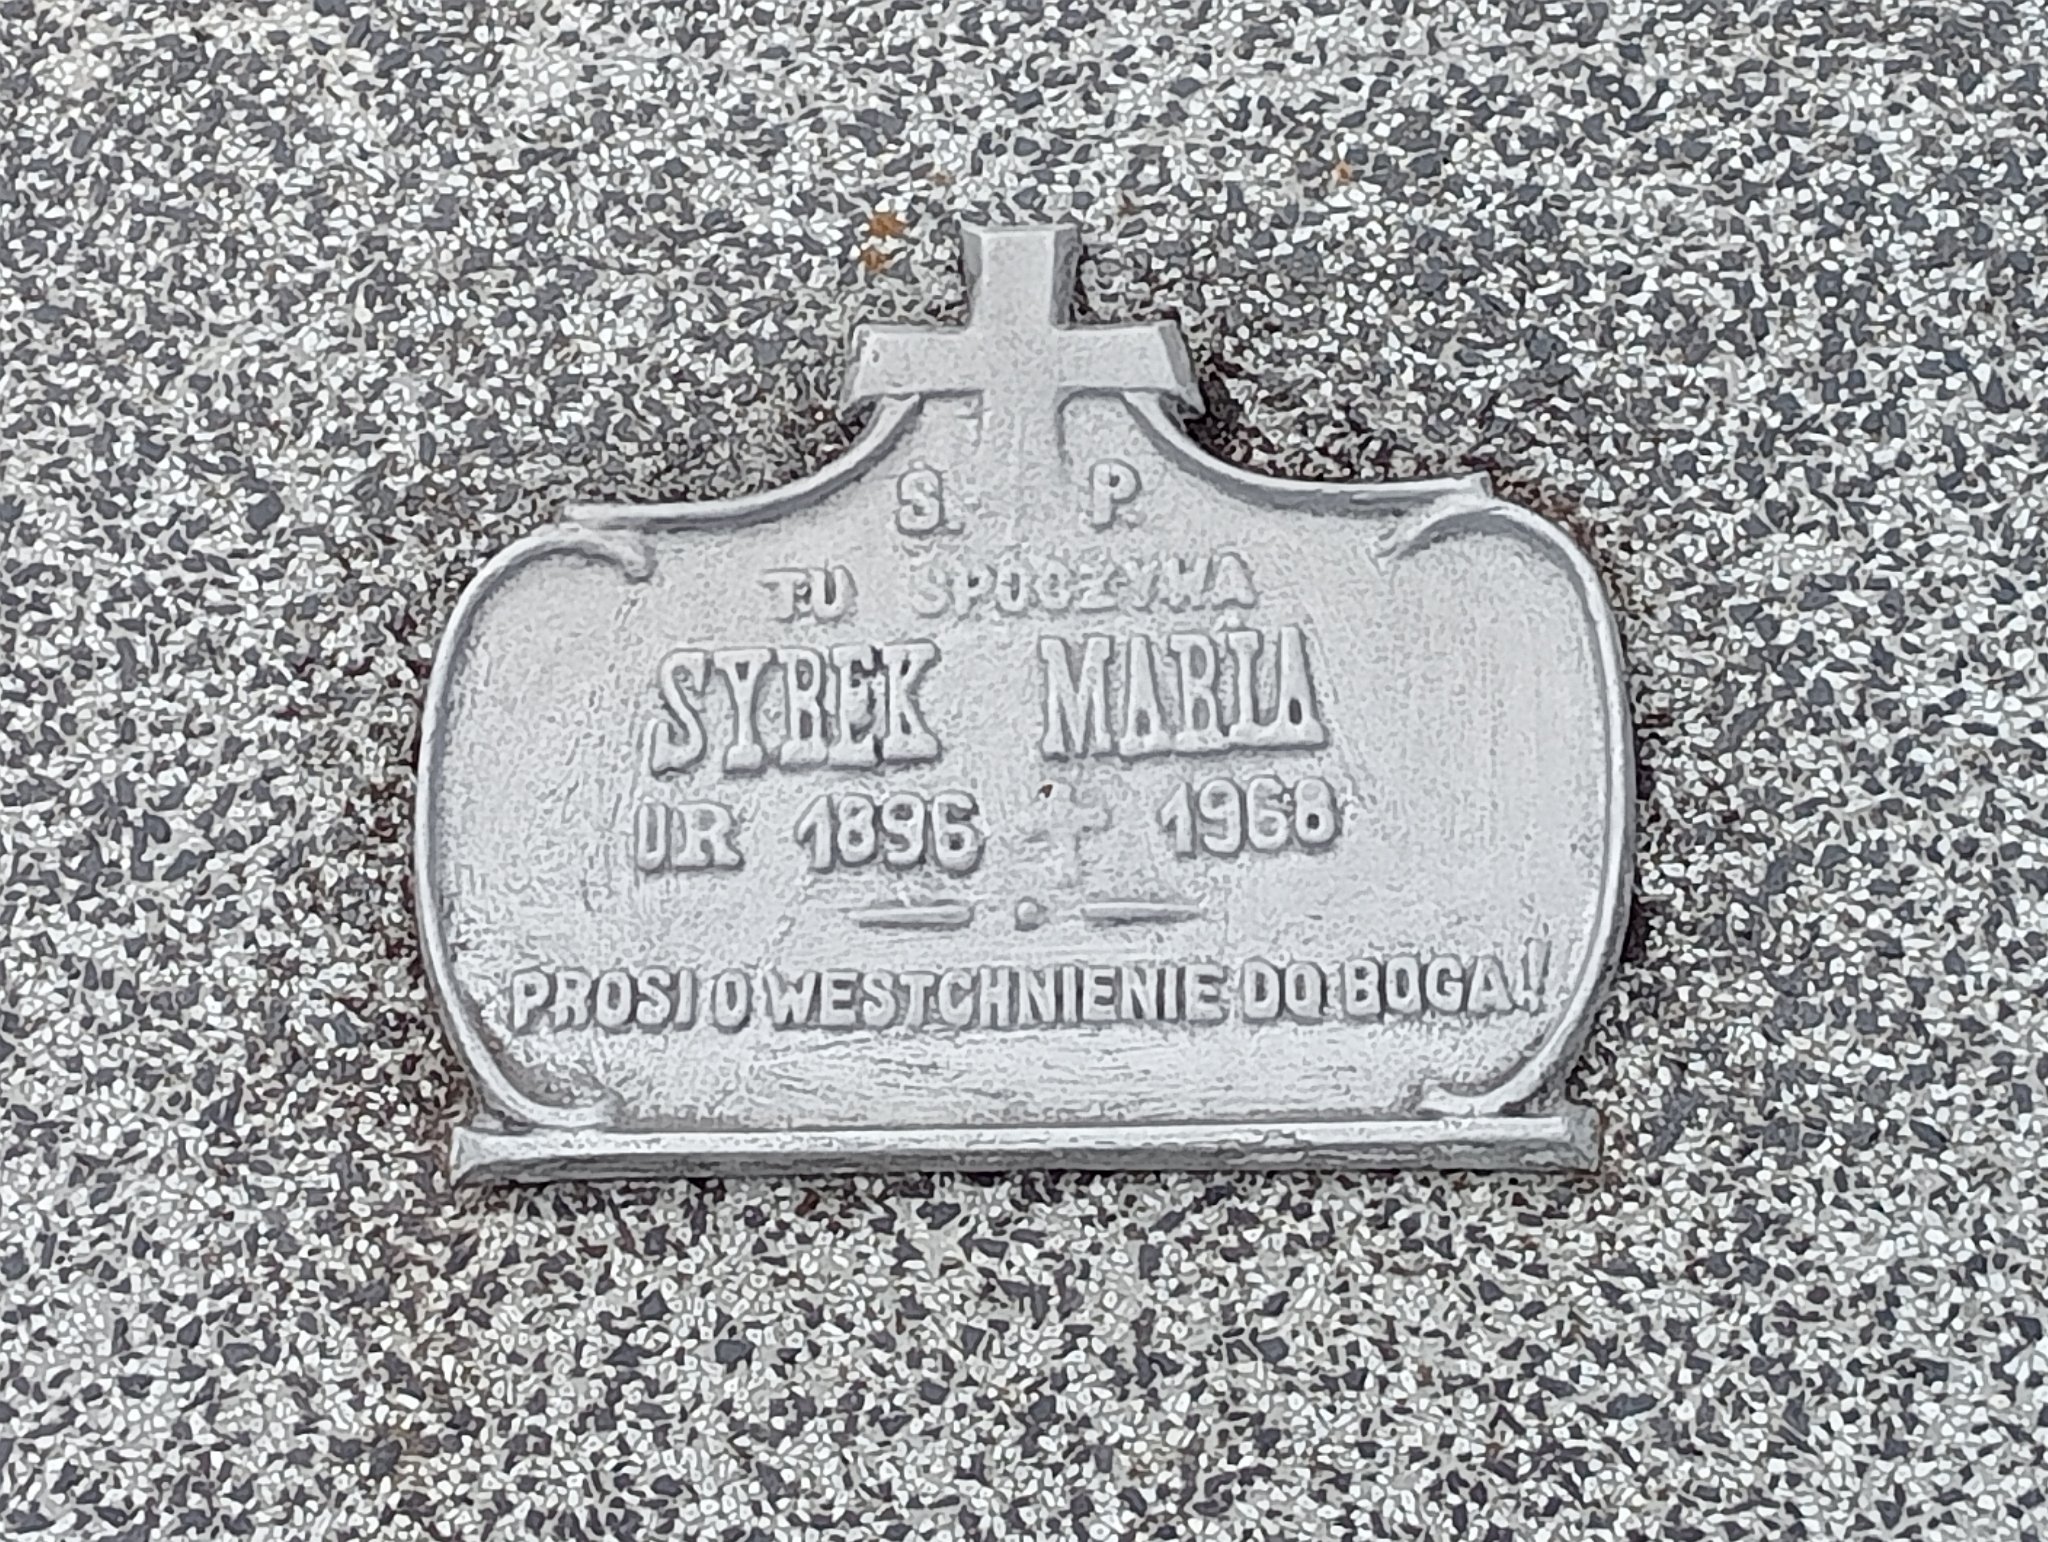 Ś. P.
TU SPOCZYWA
SYREK MARIA
UR 1896 1968
PROSI O WESTCHNIENIE DO BOGA!